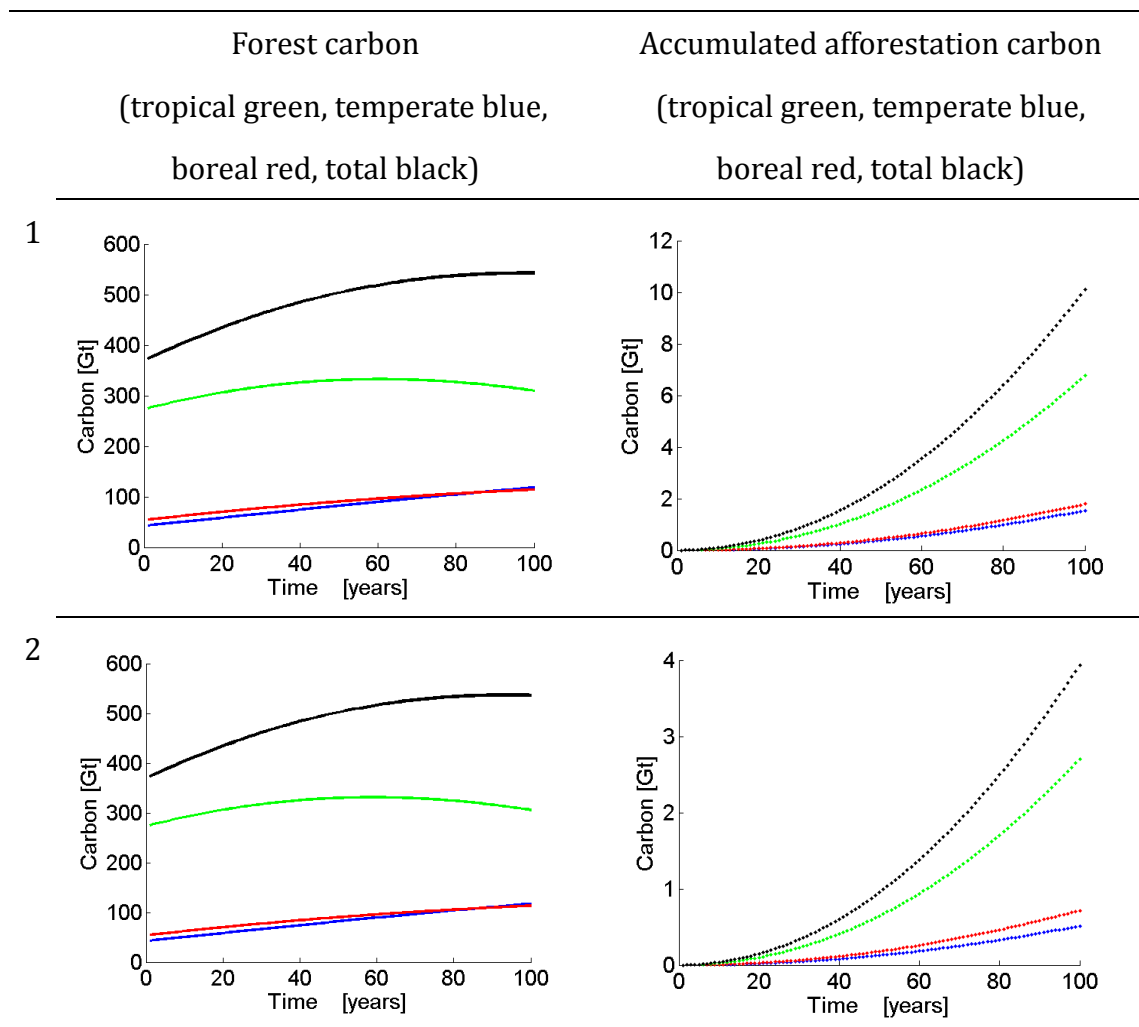 Forest carbon
(tropical green, temperate blue,
boreal red, total black)
Accumulated afforestation carbon
(tropical green, temperate blue,
boreal red, total black)
1
600
500
400
300
200
100
0
Carbon [Gt]
0 20 40 60 80 100
Time [years]
12
10
8
6
4
2
0
Carbon [Gt]
0 20 40 60 80 100
Time [years]
2
600
500
400
300
200
100
0
Carbon [Gt]
0 20 40 60 80 100
Time [years]
4
3
2
1
0
Carbon [Gt]
0 20 40 60 80 100
Time [years]